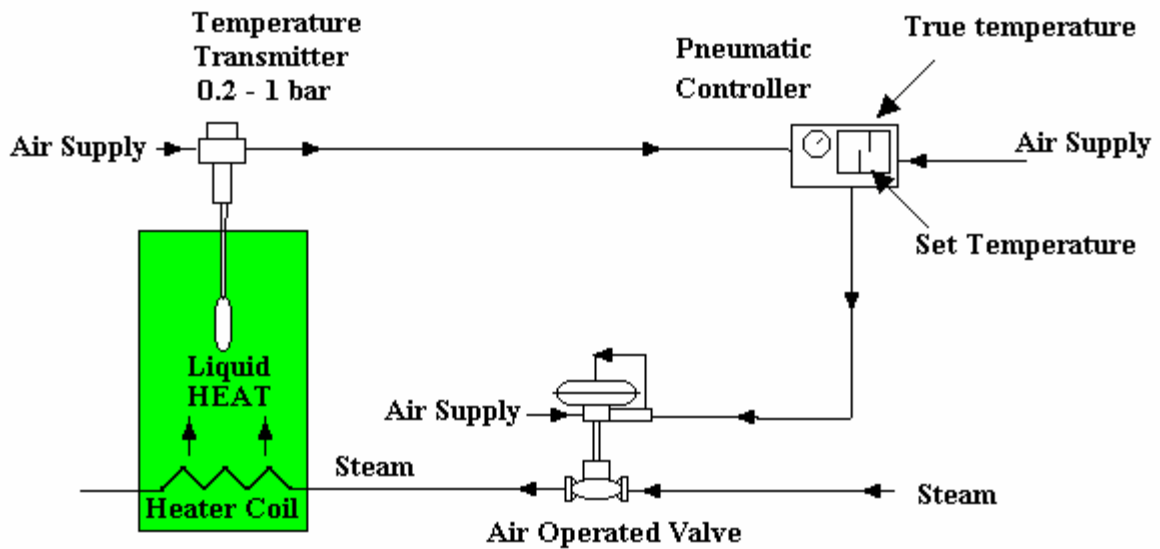 Temperature
Transmitter
0.2 - 1 bar
Pneumatic
Controller
True temperature
Air Supply
Air Supply
Set Temperature
Liquid
HEAT
Air Supply
Steam
Steam
Heater Coil
Air Operated Valve